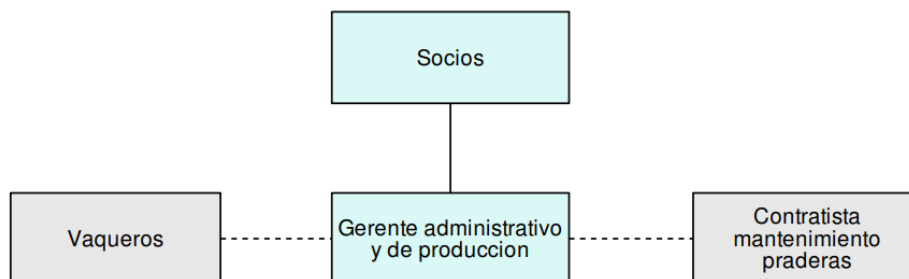 Socios
Vaqueros
Gerente administrativo
y de produccion
Contratista
mantenimiento
praderas